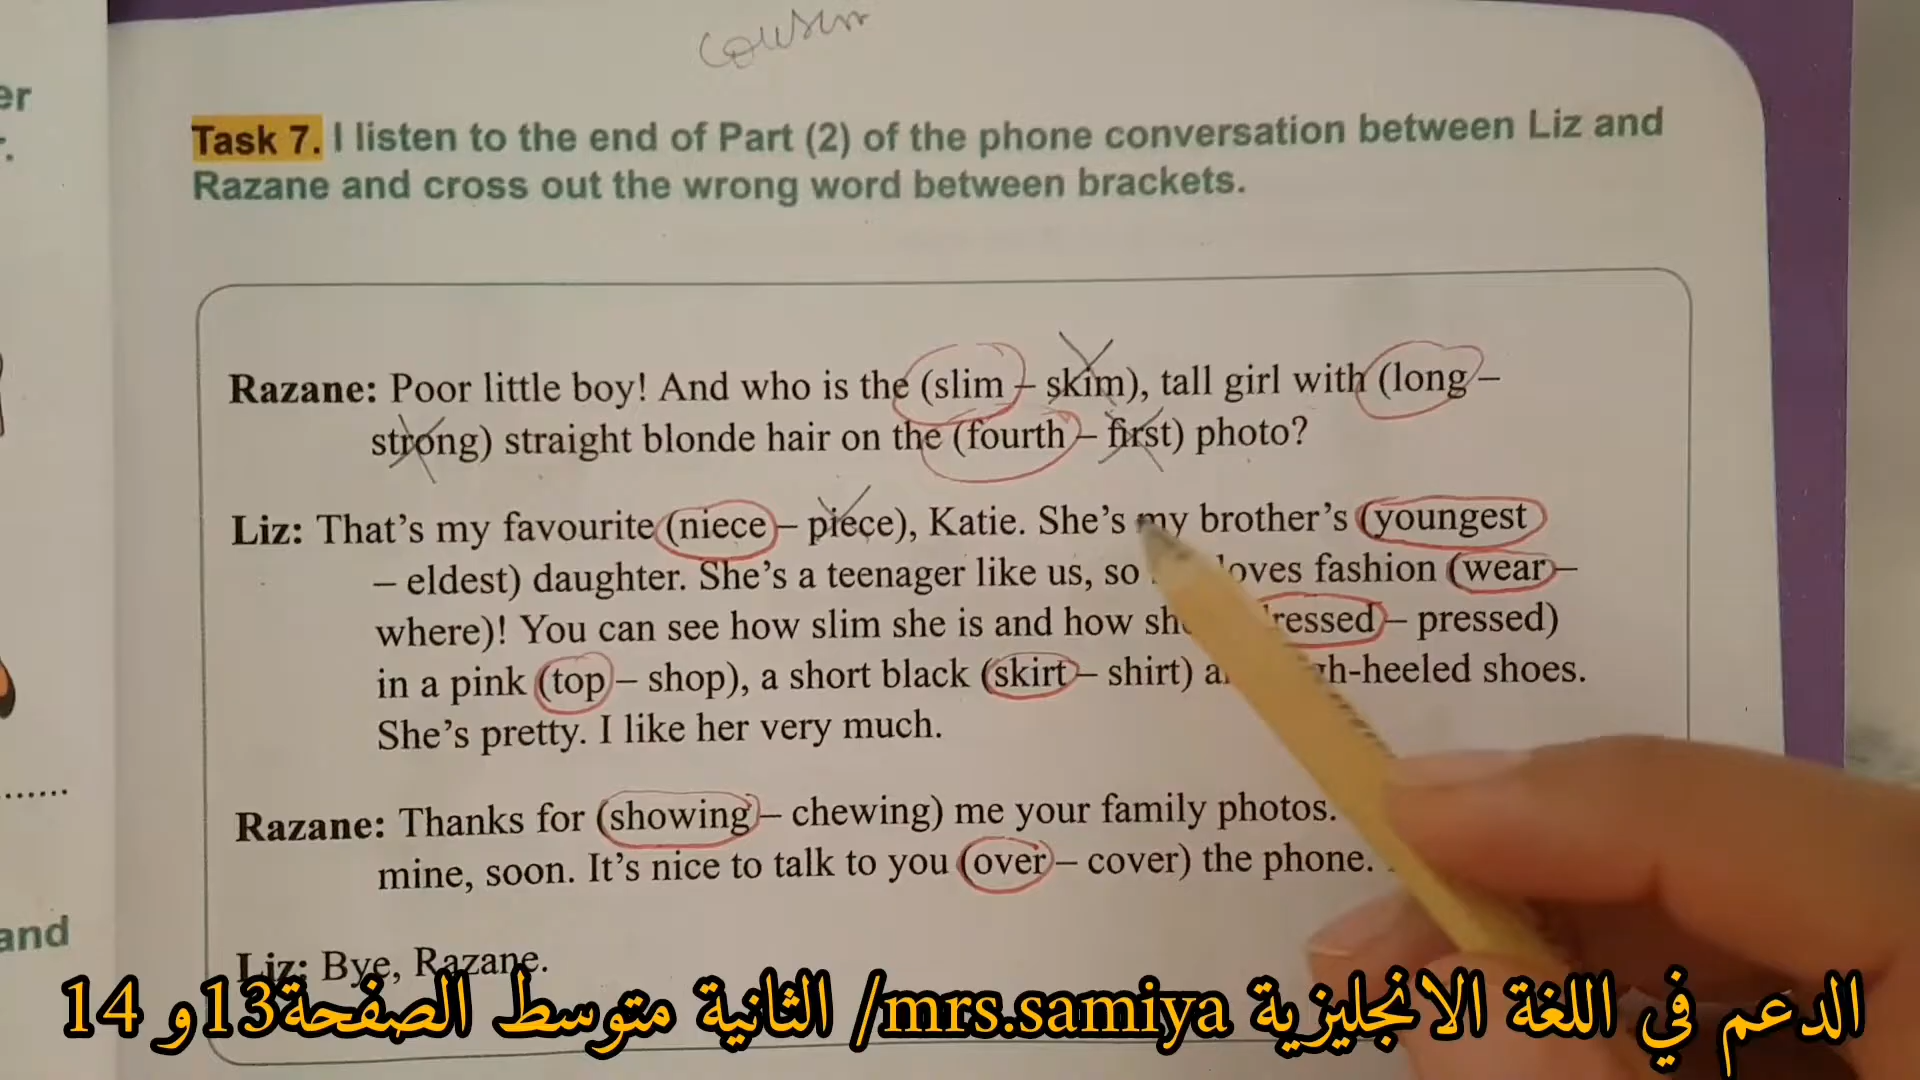 cousin
er
r.
Task 7. I listen to the end of Part (2) of the phone conversation between Liz and
Razane and cross out the wrong word between brackets.
Razane: Poor little boy! And who is the (slim – skim), tall girl with (long –
strong) straight blonde hair on the (fourth – first) photo?
Liz: That's my favourite (niece – piece), Katie. She's my brother's (youngest
– eldest) daughter. She's a teenager like us, so loves fashion (wear –
where)! You can see how slim she is and how ressed – pressed)
in a pink (top – shop), a short black (skirt – shirt) h-heeled shoes.
She's pretty. I like her very much.
Razane: Thanks for (showing – chewing) me your family photos.
mine, soon. It's nice to talk to you (over – cover) the phone.
and
Liz: Bye, Razane.
الدعم في اللغة الانجليزية mrs.samiya/ الثانية متوسط الصفحة13و 14